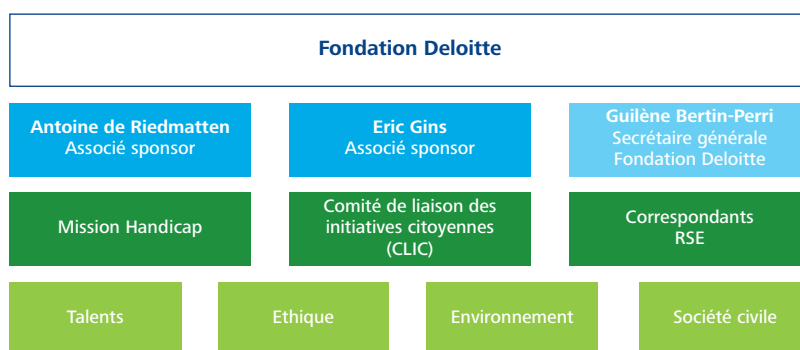 Fondation Deloitte
Antoine de Riedmatten
Associé sponsor
Eric Gins
Associé sponsor
Guilène Bertin-Perri
Secrétaire générale
Fondation Deloitte
Mission Handicap
Comité de liaison des
initiatives citoyennes
(CLIC)
Correspondants
RSE
Talents
Ethique
Environnement
Société civile